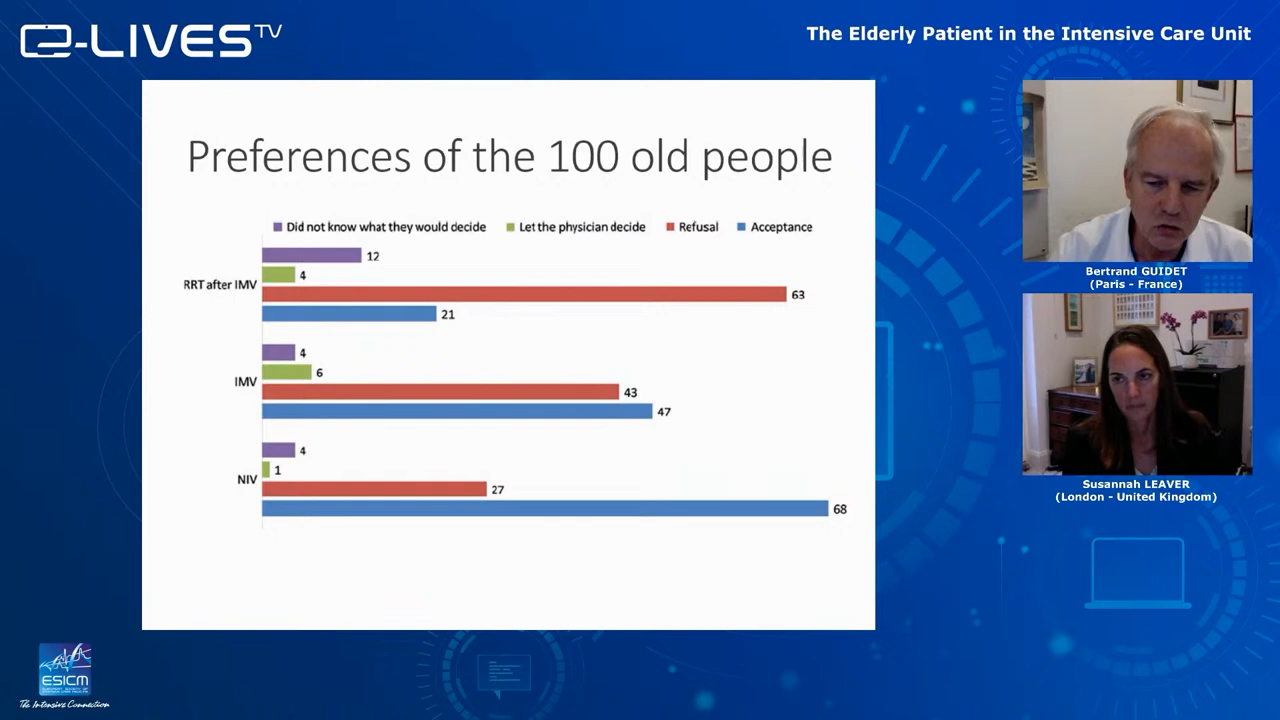 e-LIVES TV
The Elderly Patient in the Intensive Care Unit
Preferences of the 100 old people
Did not know what they would decide
Let the physician decide
Refusal
Acceptance
RRT after IMV
12
4
63
21
IMV
4
6
43
47
NIV
4
1
27
68
Bertrand GUIDET
(Paris - France)
Susannah LEAVER
(London - United Kingdom)
ESICM
The Intensive Connection